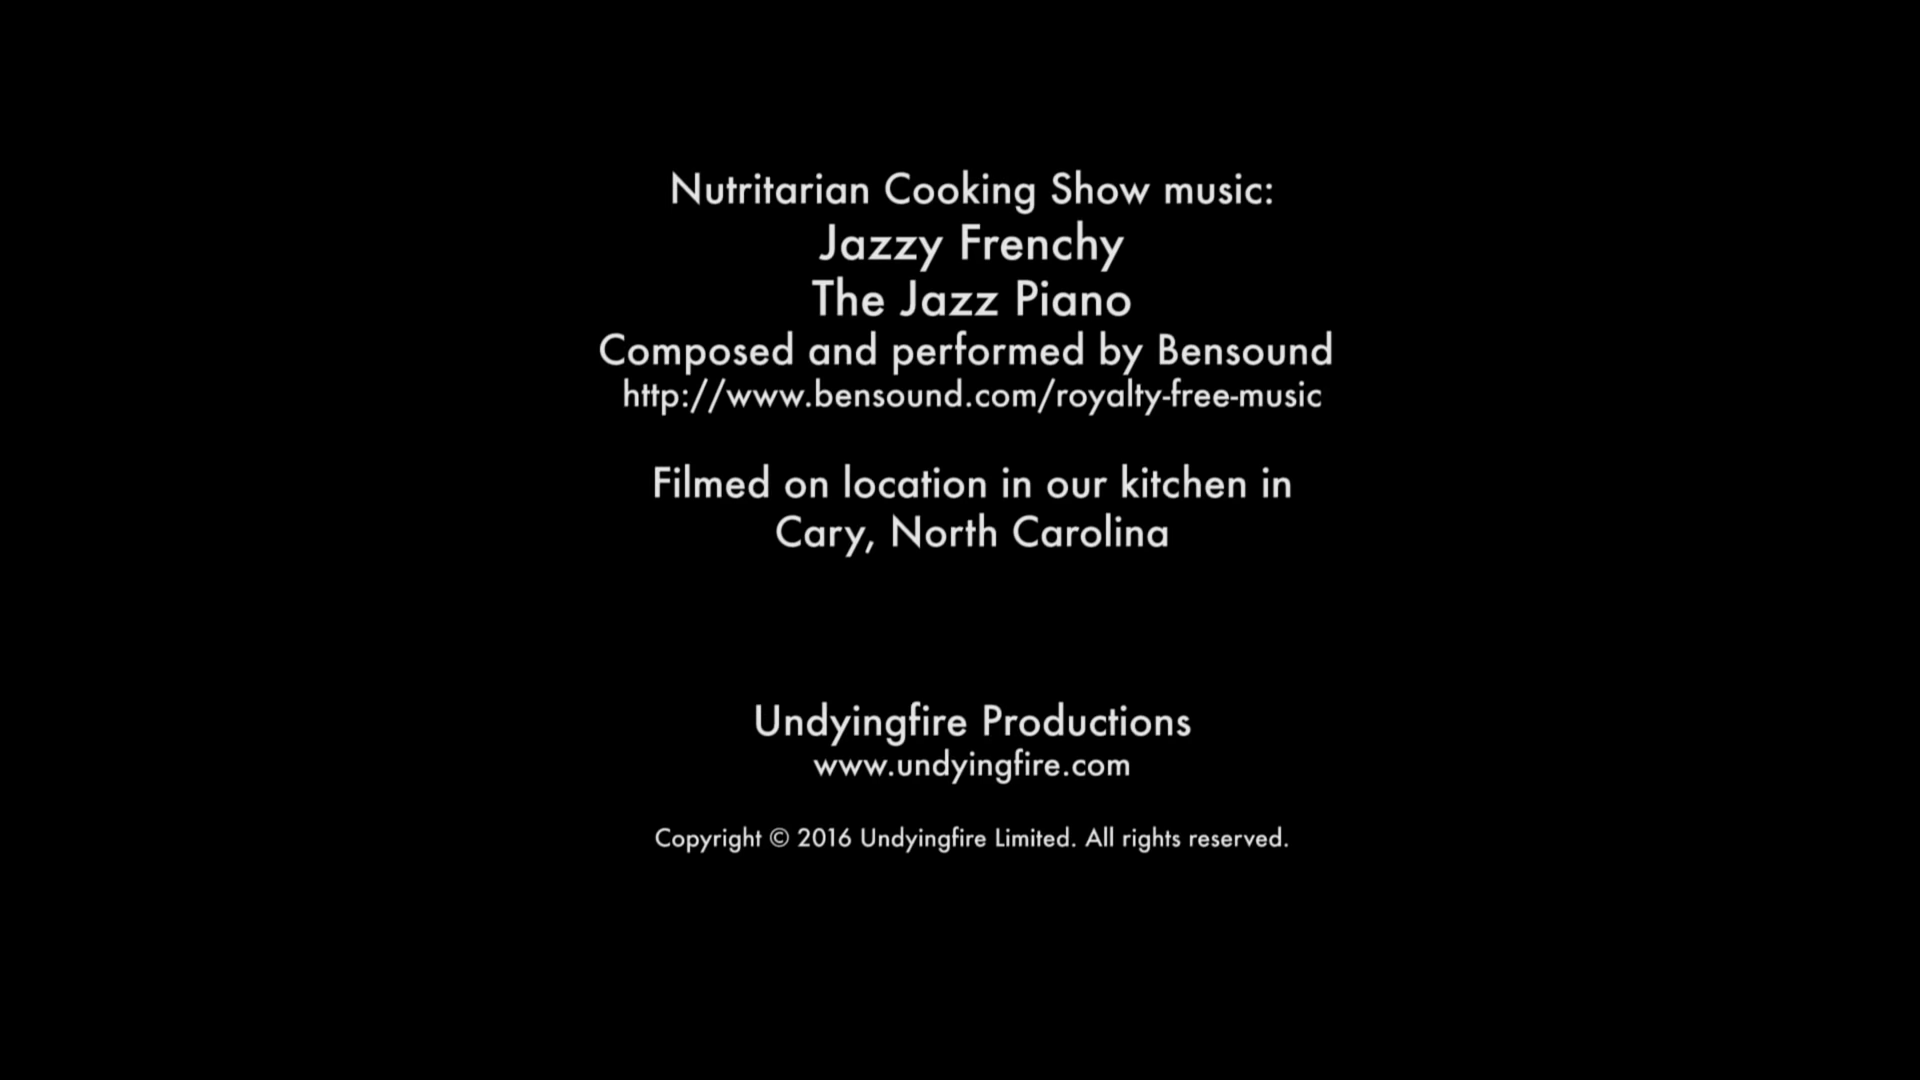 Nutritarian Cooking Show music:
Jazzy Frenchy
The Jazz Piano
Composed and performed by Bensound
http://www.bensound.com/royalty-free-music
Filmed on location in our kitchen in
Cary, North Carolina
Undyingfire Productions
www.undyingfire.com
Copyright © 2016 Undyingfire Limited. All rights reserved.